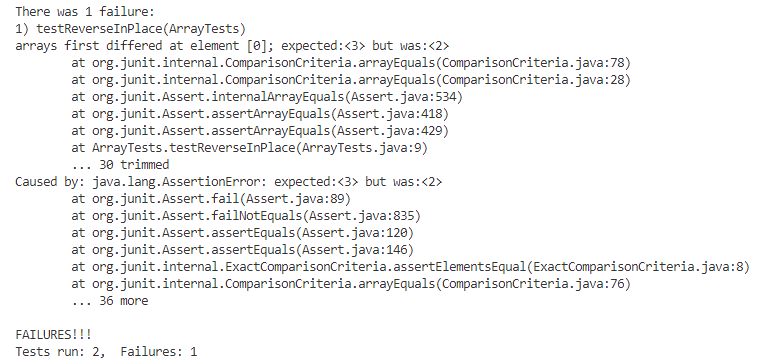 There was 1 failure:
1) testReverseInPlace(ArrayTests)
arrays first differed at element [0]; expected:<3> but was:<2>
        at org.junit.internal.ComparisonCriteria.arrayEquals(ComparisonCriteria.java:78)
        at org.junit.internal.ComparisonCriteria.arrayEquals(ComparisonCriteria.java:28)
        at org.junit.Assert.internalArrayEquals(Assert.java:534)
        at org.junit.Assert.assertArrayEquals(Assert.java:418)
        at org.junit.Assert.assertArrayEquals(Assert.java:429)
        at ArrayTests.testReverseInPlace(ArrayTests.java:9)
        ... 30 trimmed
Caused by: java.lang.AssertionError: expected:<3> but was:<2>
        at org.junit.Assert.fail(Assert.java:89)
        at org.junit.Assert.failNotEquals(Assert.java:835)
        at org.junit.Assert.assertEquals(Assert.java:120)
        at org.junit.Assert.assertEquals(Assert.java:146)
        at org.junit.internal.ExactComparisonCriteria.assertElementsEqual(ExactComparisonCriteria.java:8)
        at org.junit.internal.ComparisonCriteria.arrayEquals(ComparisonCriteria.java:76)
        ... 36 more

FAILURES!!!
Tests run: 2,  Failures: 1